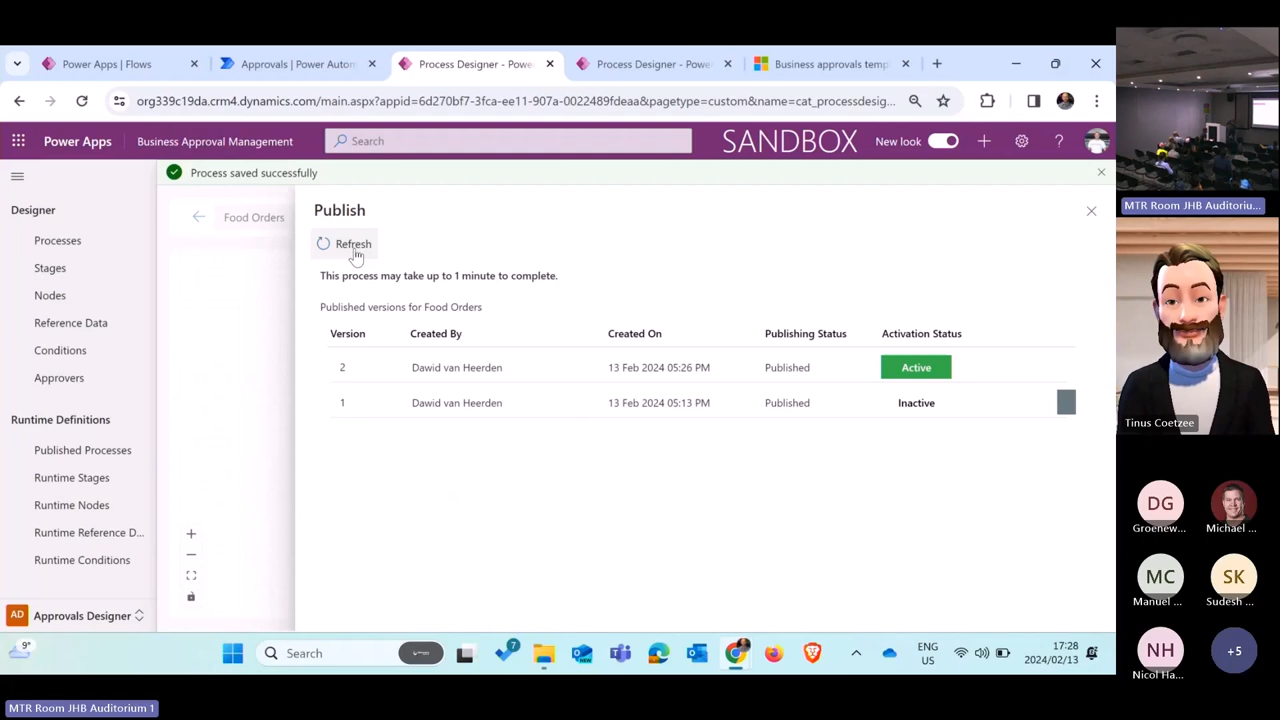 Power Apps | Flows
Approvals | Power Autom
Process Designer - Powe
Process Designer - Powe
Business approvals temp
org339c19da.crm4.dynamics.com/main.aspx?appid=6d270bf7-3fca-ee11-907a-0022489fdeaa&pagetype=custom&name=cat_processdesig...
Power Apps
Business Approval Management
Search
SANDBOX
New look
Process saved successfully
Designer
Processes
Stages
Nodes
Reference Data
Conditions
Approvers
Runtime Definitions
Published Processes
Runtime Stages
Runtime Nodes
Runtime Reference D...
Runtime Conditions
AD Approvals Designer
Food Orders
Publish
Refresh
This process may take up to 1 minute to complete.
Published versions for Food Orders
Version Created By Created On Publishing Status Activation Status
2 Dawid van Heerden 13 Feb 2024 05:26 PM Published Active
1 Dawid van Heerden 13 Feb 2024 05:13 PM Published Inactive
9°
Search
7
NEW
ENG
US
17:28
2024/02/13
MTR Room JHB Auditoriu...
Tinus Coetzee
DG
Groenew...
Michael ...
MC
Manuel ...
SK
Sudesh ...
NH
Nicol Ha...
+5
MTR Room JHB Auditorium 1